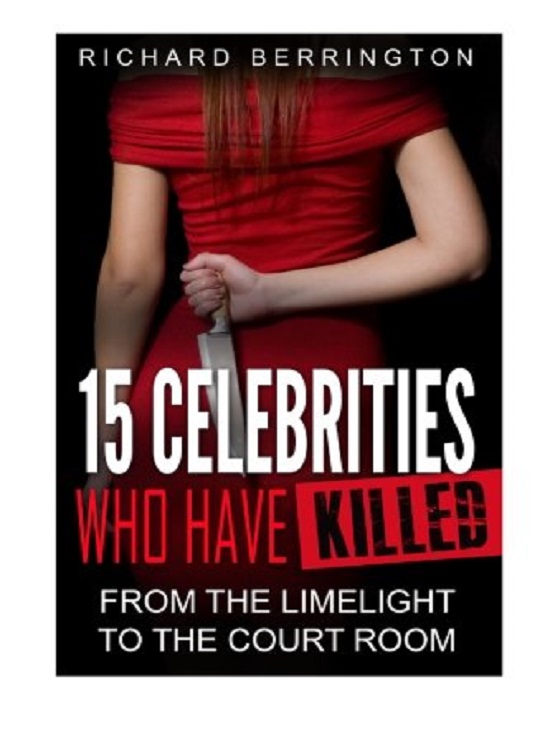 RICHARD BERRINGTON
15 CELEBRITIES
WHO HAVE KILLED
FROM THE LIMELIGHT
TO THE COURT ROOM